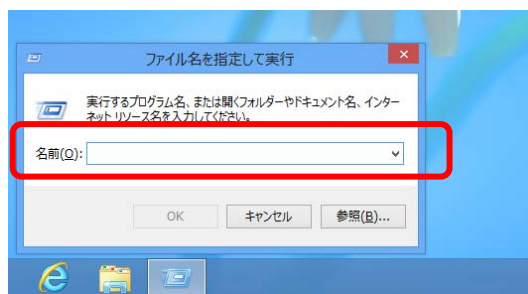 ファイル名を指定して実行
実行するプログラム名、または開くフォルダーやドキュメント名、インター
ネット リソース名を入力してください。
名前(O):
OK キャンセル 参照(B)...